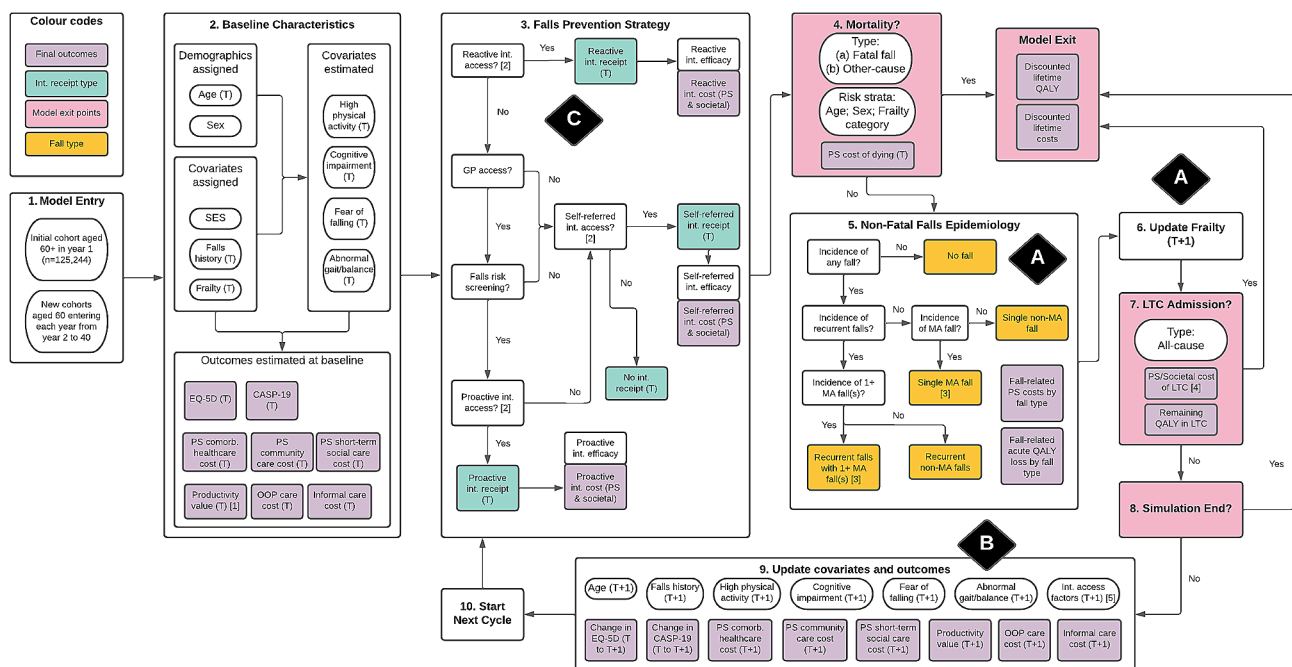 Colour codes
Final outcomes
Int. receipt type
Model exit points
Fall type
1. Model Entry
Initial cohort aged
60+ in year 1
(n=125,244)
New cohorts
aged 60 entering
each year from
year 2 to 40
2. Baseline Characteristics
Demographics
assigned
Age (T)
Sex
Covariates
assigned
SES
Falls
history (T)
Frailty (T)
Covariates
estimated
High
physical
activity (T)
Cognitive
impairment
(T)
Fear of
falling (T)
Abnormal
gait/balance
(T)
Outcomes estimated at baseline
EQ-5D (T)
CASP-19
(T)
PS comorb.
healthcare
cost (T)
PS
community
care cost (T)
PS short-term
social care
cost (T)
Productivity
value (T) [1]
OOP care
cost (T)
Informal care
cost (T)
3. Falls Prevention Strategy
Reactive int.
access? [2]
Yes
Reactive
int. receipt
(T)
Reactive
int. efficacy
Reactive
int. cost (PS
& societal)
No
C
GP access?
No
Yes
Self-referred
int. access?
[2]
Yes
Self-referred
int. receipt
(T)
Self-referred
int. efficacy
Self-referred
int. cost (PS
& societal)
Falls risk
screening?
No
Yes
No
No int.
receipt (T)
Proactive int.
access? [2]
No
Yes
Proactive
int. receipt
(T)
Proactive
int. efficacy
Proactive
int. cost (PS
& societal)
4. Mortality?
Type:
(a) Fatal fall
(b) Other-cause
Risk strata:
Age; Sex; Frailty
category
PS cost of dying (T)
Yes
No
Model Exit
Discounted
lifetime
QALY
Discounted
lifetime
costs
5. Non-Fatal Falls Epidemiology
Incidence of
any fall?
No
No fall
A
Yes
Incidence of
recurrent falls?
No
Incidence
of MA fall?
No
Single non-MA
fall
Yes
Yes
Incidence of 1+
MA fall(s)?
Single MA fall
[3]
Yes
No
Recurrent falls
with 1+ MA
fall(s) [3]
Recurrent
non-MA falls
Fall-related
PS costs by
fall type
Fall-related
acute QALY
loss by fall
type
A
6. Update Frailty
(T+1)
Yes
7. LTC Admission?
Type:
All-cause
PS/Societal cost
of LTC [4]
Remaining
QALY in LTC
No
Yes
8. Simulation End?
No
B
9. Update covariates and outcomes
Age (T+1)
Falls history
(T+1)
High physical
activity (T+1)
Cognitive
impairment (T+1)
Fear of
falling (T+1)
Abnormal
gait/balance (T+1)
Int. access
factors (T+1) [5]
Change in
EQ-5D (T
to T+1)
Change in
CASP-19
(T to T+1)
PS comorb.
healthcare
cost (T+1)
PS community
care cost (T+1)
PS short-term
social care
cost (T+1)
Productivity
value (T+1)
OOP care
cost (T+1)
Informal care
cost (T+1)
10. Start
Next Cycle